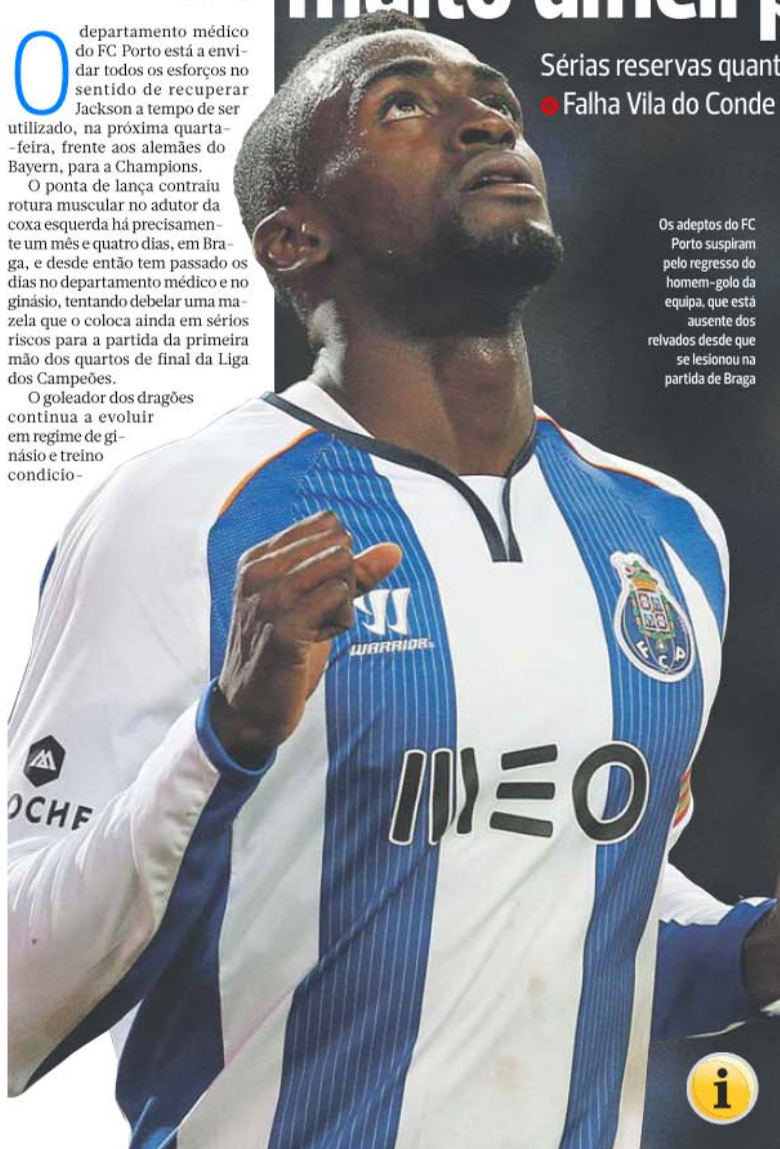 muito difícil p
Sérias reservas quant
Falha Vila do Conde
O departamento médico
do FC Porto está a envi-
dar todos os esforços no
sentido de recuperar
Jackson a tempo de ser
utilizado, na próxima quarta-
-feira, frente aos alemães do
Bayern, para a Champions.
O ponta de lança contraiu
rotura muscular no adutor da
coxa esquerda há precisamen-
te um mês e quatro dias, em Bra-
ga, e desde então tem passado os
dias no departamento médico e no
ginásio, tentando debelar uma ma-
zela que o coloca ainda em sérios
riscos para a partida da primeira
mão dos quartos de final da Liga
dos Campeões.
O goleador dos dragões
continua a evoluir
em regime de gi-
násio e treino
condicio-
Os adeptos do FC
Porto suspiram
pelo regresso do
homem-golo da
equipa, que está
ausente dos
relvados desde que
se lesionou na
partida de Braga
WARRIOR
FCP
MEO
OCHE
i